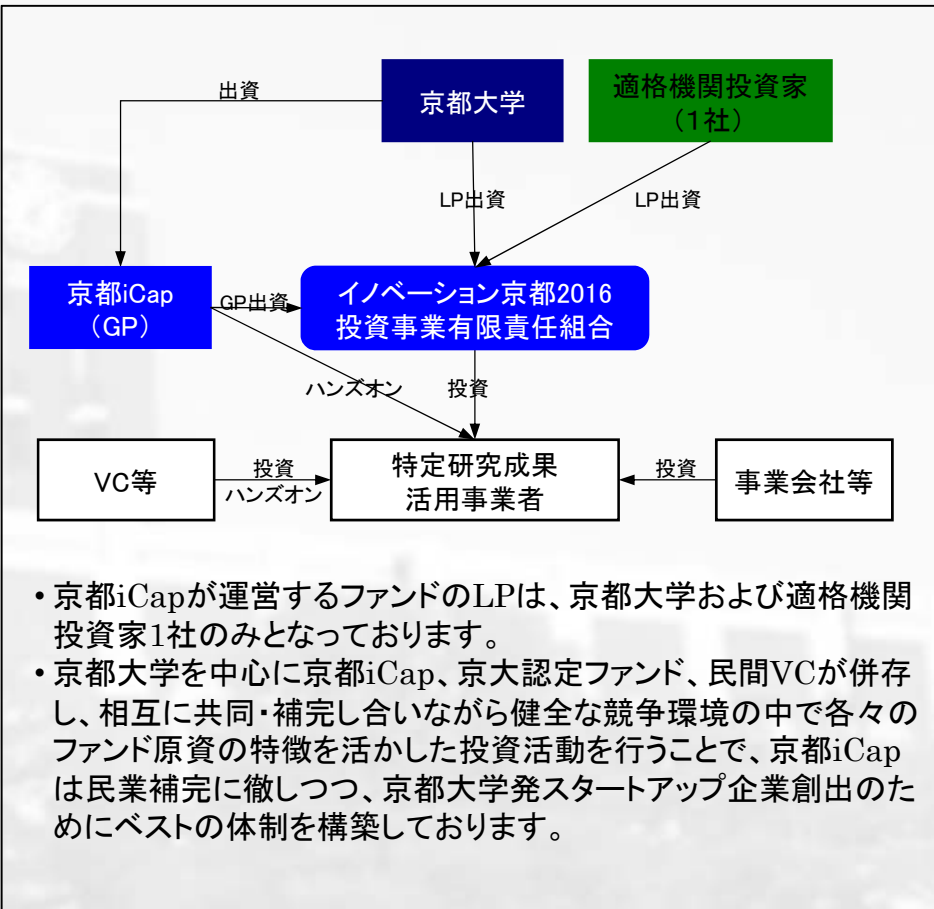 出資
京都大学
適格機関投資家
（1社）
LP出資
LP出資
京都iCap
（GP）
GP出資
イノベーション京都2016
投資事業有限責任組合
ハンズオン
投資
VC等
投資
ハンズオン
特定研究成果
活用事業者
投資
事業会社等
• 京都iCapが運営するファンドのLPは、京都大学および適格機関
投資家1社のみとなっております。
• 京都大学を中心に京都iCap、京大認定ファンド、民間VCが併存
し、相互に共同・補完し合いながら健全な競争環境の中で各々の
ファンド原資の特徴を活かした投資活動を行うことで、京都iCap
は民業補完に徹しつつ、京都大学発スタートアップ企業創出のた
めにベストの体制を構築しております。